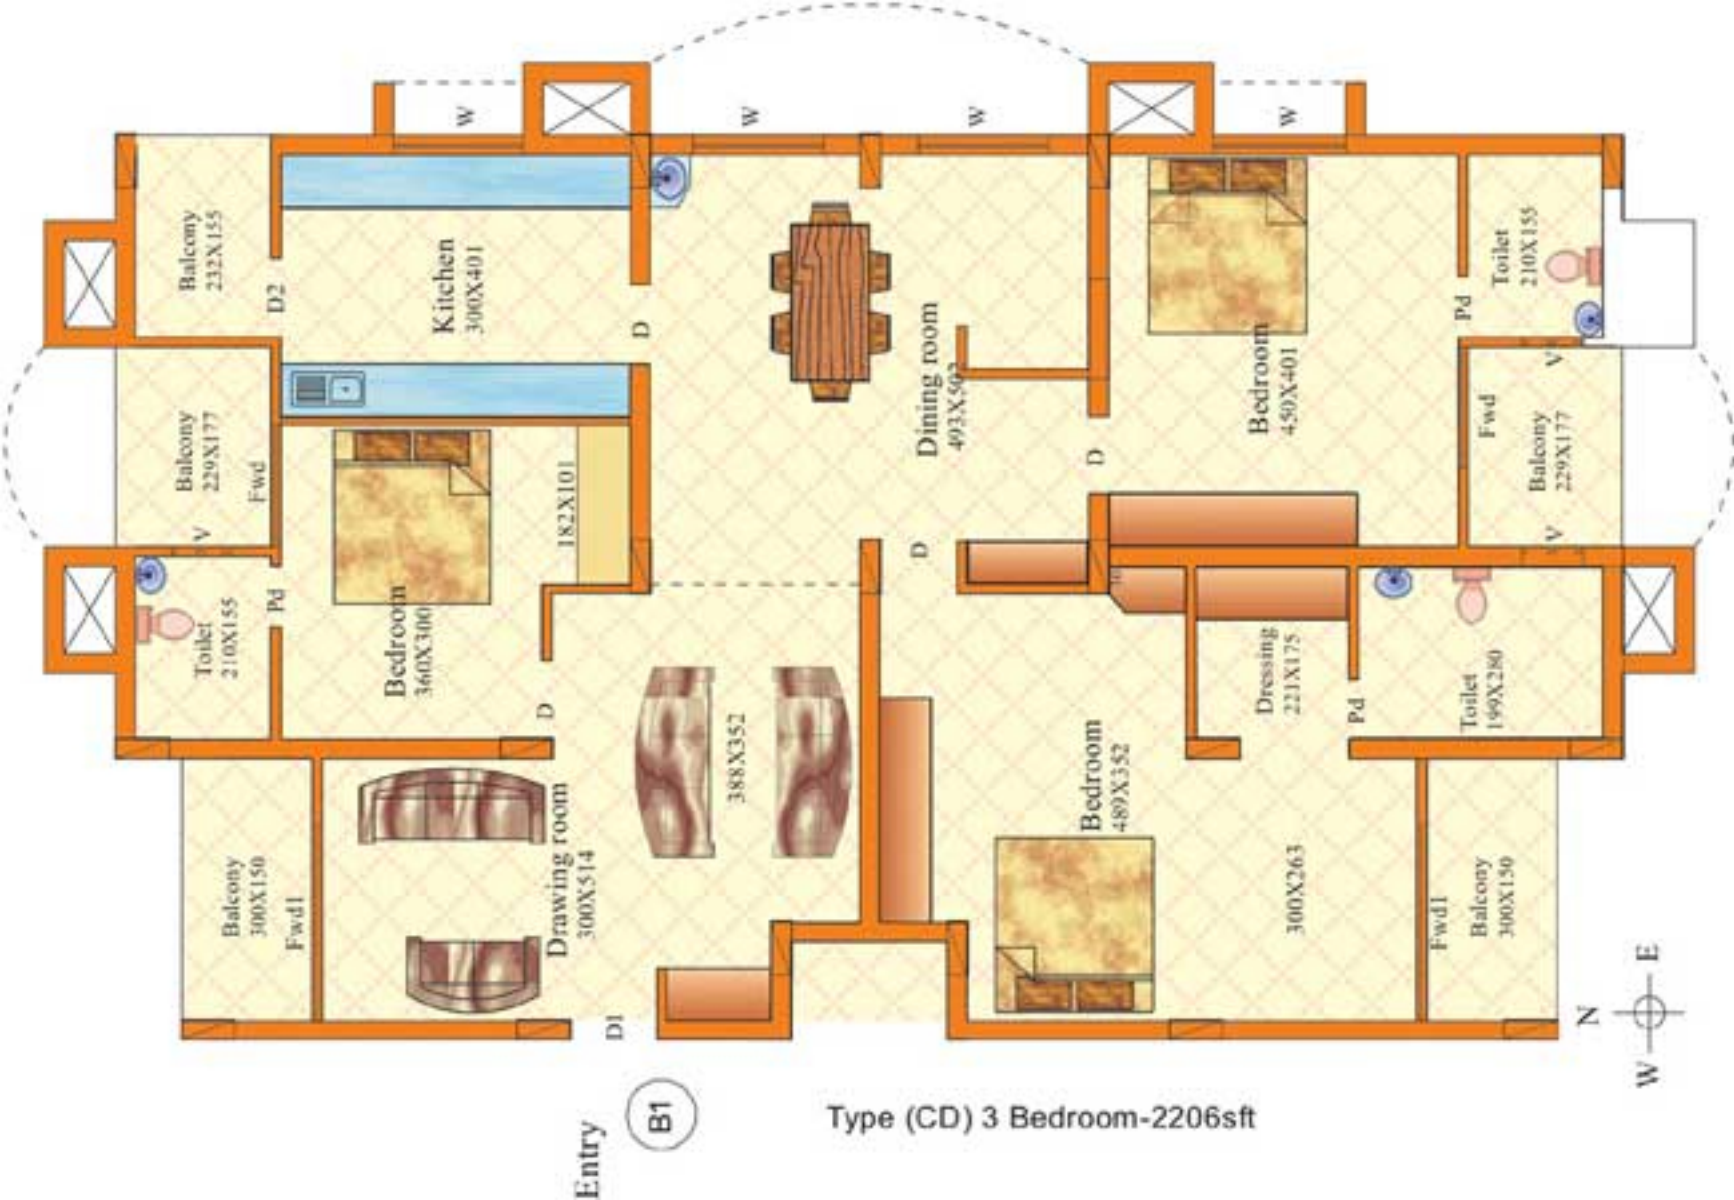 W
W
W
W
Balcony
232X155
D2
Kitchen
300X401
D
Dining room
493X502
Bedroom
450X401
D
Toilet
210X155
Pd
V
Fwd
Balcony
229X177
V
Balcony
229X177
Fwd
V
182X101
Bedroom
360X300
Pd
Toilet
210X155
D
D
388X352
Dressing
221X175
Pd
Toilet
199X280
Bedroom
489X352
Drawing room
300X514
Balcony
300X150
Fwd1
300X263
Fwd1
Balcony
300X150
D1
N
E
W
Entry
B1
Type (CD) 3 Bedroom-2206sft